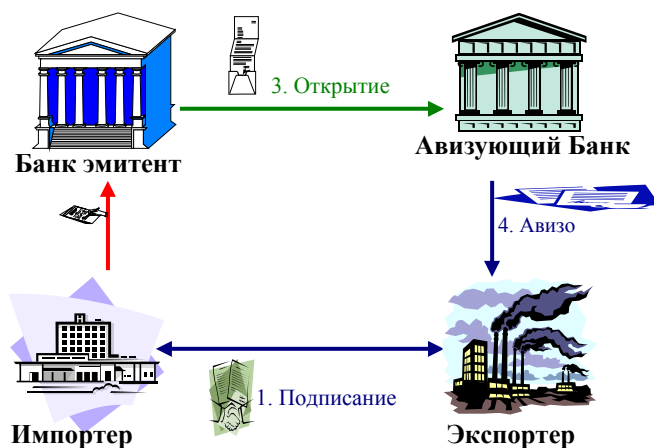 3. Открытие
Банк эмитент
Авизующий Банк
4. Авизо
1. Подписание
Импортер
Экспортер